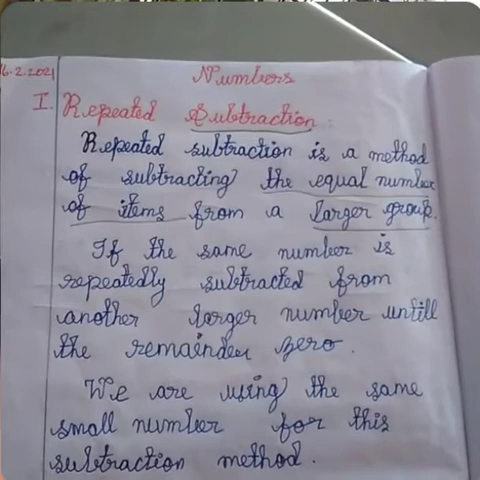 16.2.2021
Numbers
I. Repeated Subtraction :
Repeated subtraction is a method
of subtracting the equal number
of items from a larger group.
If the same number is
repeatedly subtracted from
another larger number untill
the remainder zero.
We are using the same
small number for this
subtraction method.